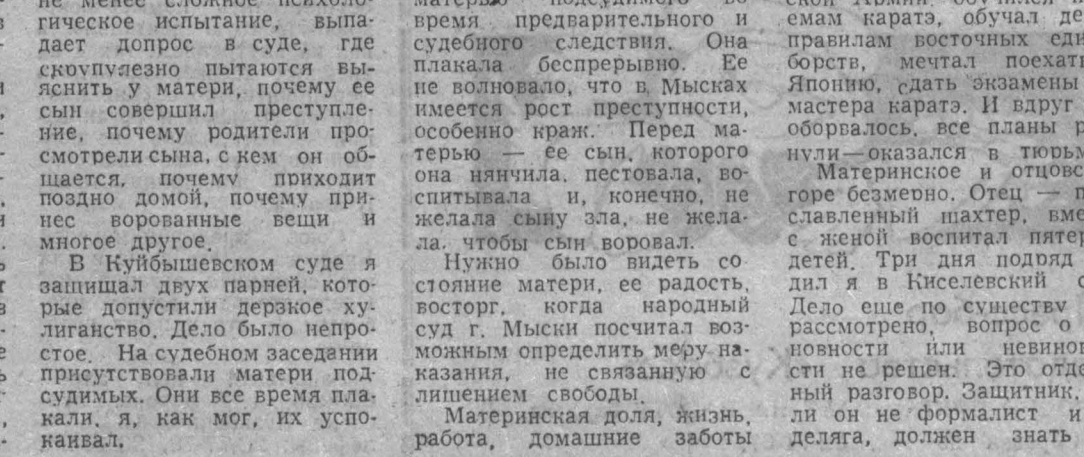 не менее сложное психоло-
гическое испытание, выпа-
дает допрос в суде, где
скрупулезно пытаются вы-
яснить у матери, почему ее
сын совершил преступле-
ние, почему родители про-
смотрели сына, с кем он об-
щается, почему приходит
поздно домой, почему при-
нес ворованные вещи и
многое другое.
В Куйбышевском суде я
защищал двух парней, кото-
рые допустили дерзкое ху-
лиганство. Дело было непро-
стое. На судебном заседании
присутствовали матери под-
судимых. Они все время пла-
кали, я, как мог, их успо-
каивал.
матерью подсудимого во
время предварительного и
судебного следствия. Она
плакала беспрерывно. Ее
не волновало, что в Мысках
имеется рост преступности,
особенно краж. Перед ма-
терью — ее сын, которого
она нянчила, пестовала, во-
спитывала и, конечно, не
желала сыну зла, не жела-
ла, чтобы сын воровал.
Нужно было видеть со
стояние матери, ее радость,
восторг, когда народный
суд г. Мыски посчитал воз-
можным определить меру на-
казания, не связанную с
лишением свободы.
Материнская доля, жизнь,
работа, домашние заботы
ской Армии, обучился
емам каратэ, обучал
правилам восточных еди
борств, мечтал поехать
Японию, сдать экзамены
мастера каратэ. И вдруг
оборвалось, все планы
нули—оказался в тюрьм
Материнское и отцовс
горе безмерно. Отец —
славленный шахтер, вме
с женой воспитал пятер
детей. Три дня подряд
дил я в Киселевский
Дело еще по существу
рассмотрено, вопрос о
новности или невинов
сти не решен. Это отде
ный разговор. Защитник,
ли он не формалист и
деляга, должен знать